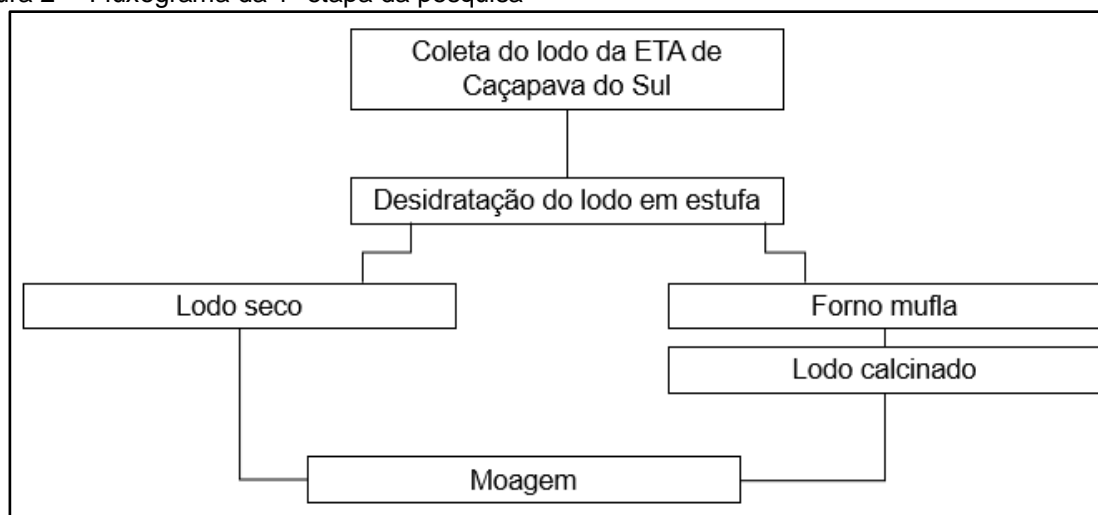 Coleta do lodo da ETA de
Caçapava do Sul
Desidratação do lodo em estufa
Lodo seco
Forno mufla
Lodo calcinado
Moagem